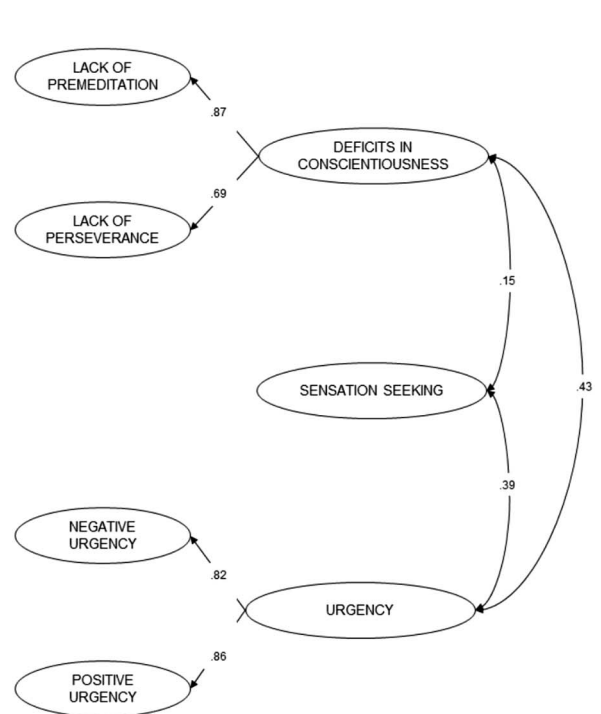 LACK OF
PREMEDITATION
.87
DEFICITS IN
CONSCIENTIOUSNESS
.69
LACK OF
PERSEVERANCE
.15
SENSATION SEEKING
.43
.39
NEGATIVE
URGENCY
.82
URGENCY
.86
POSITIVE
URGENCY